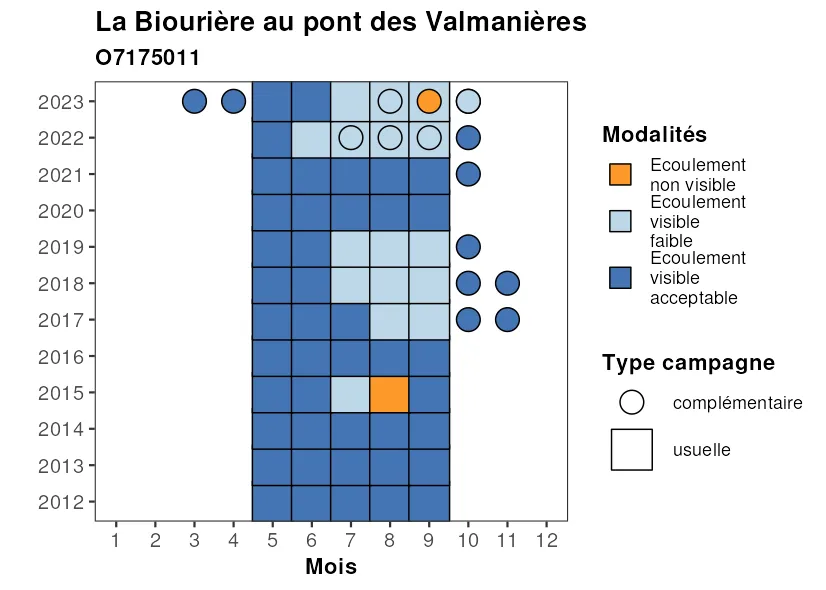 La Biourière au pont des Valmanières
O7175011
2023
2022
2021
2020
2019
2018
2017
2016
2015
2014
2013
2012
1 2 3 4 5 6 7 8 9 10 11 12
Mois
Modalités
Ecoulement
non visible
Ecoulement
visible
faible
Ecoulement
visible
acceptable
Type campagne
complémentaire
usuelle